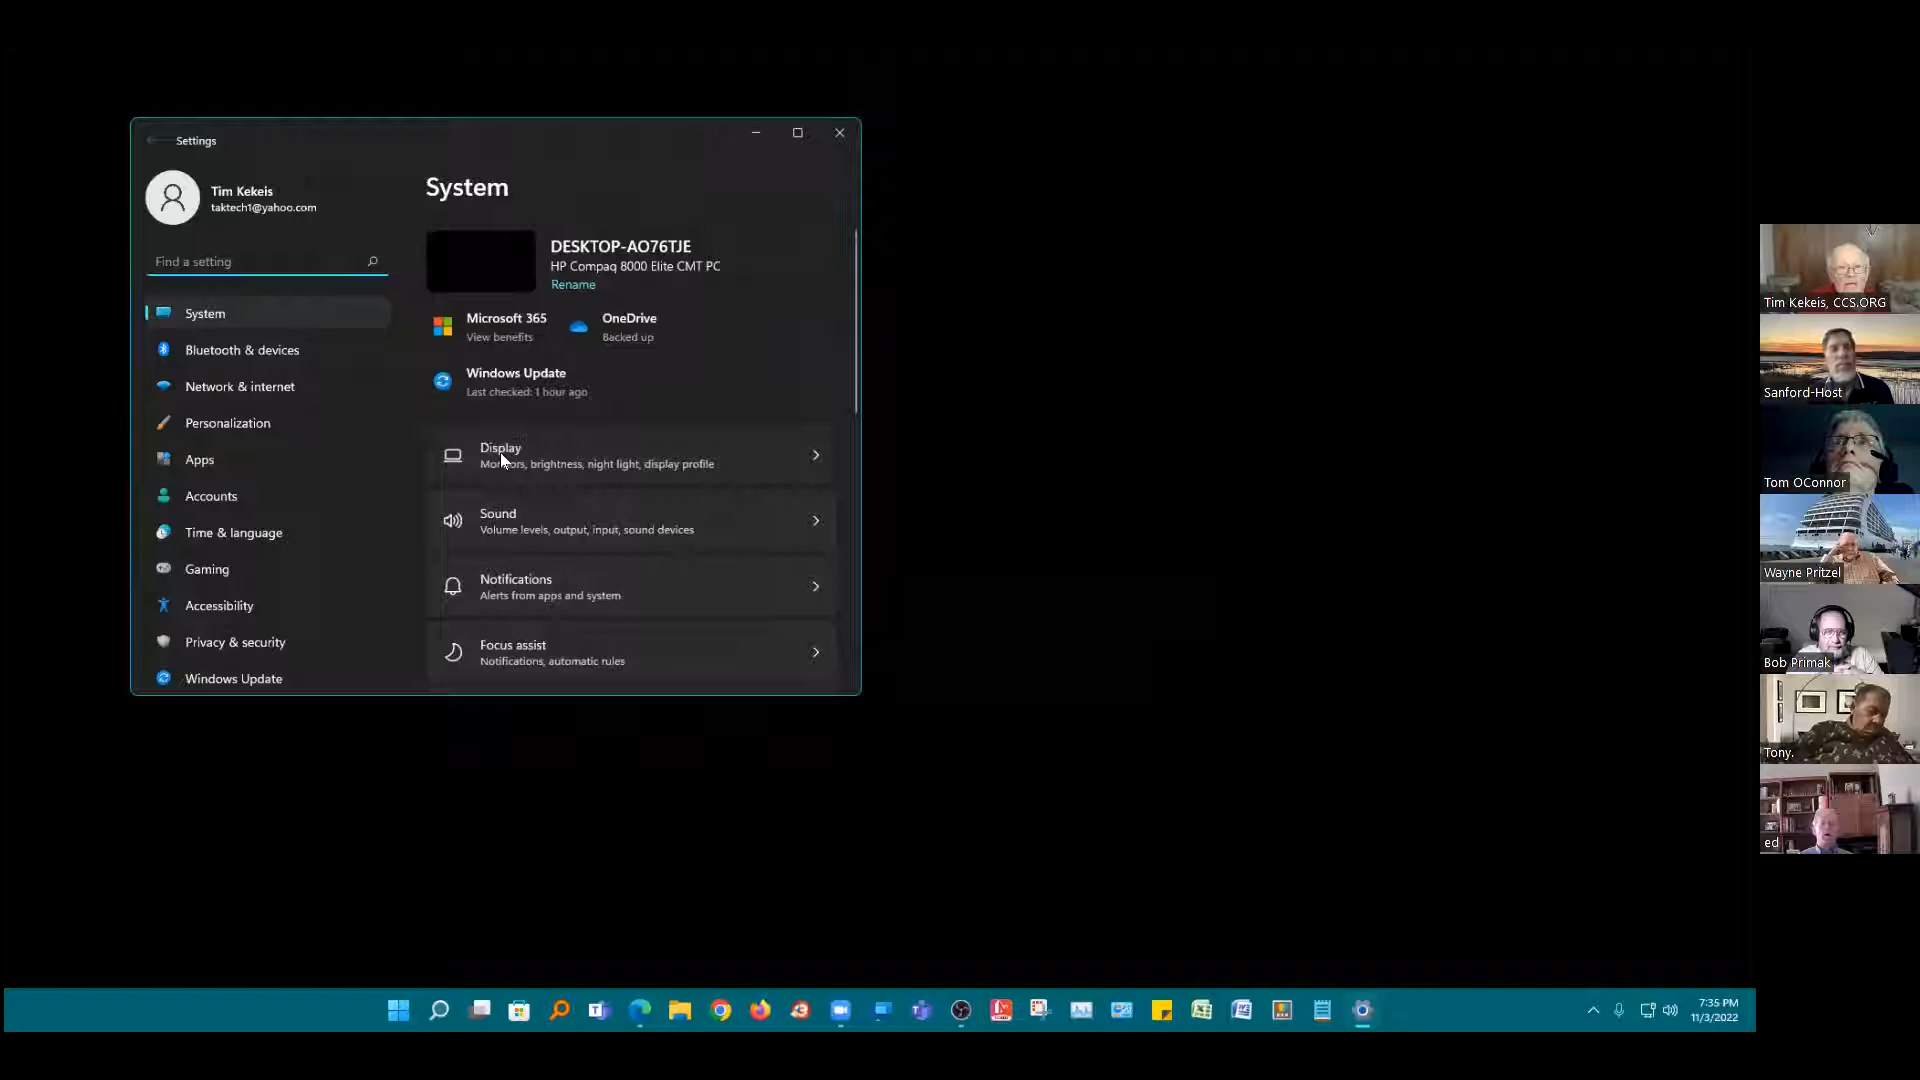 Settings
Tim Kekeis
taktech1@yahoo.com
Find a setting
System
Bluetooth & devices
Network & internet
Personalization
Apps
Accounts
Time & language
Gaming
Accessibility
Privacy & security
Windows Update
System
DESKTOP-AO76TJE
HP Compaq 8000 Elite CMT PC
Rename
Microsoft 365
View benefits
OneDrive
Backed up
Windows Update
Last checked: 1 hour ago
Display
Monitors, brightness, night light, display profile
Sound
Volume levels, output, input, sound devices
Notifications
Alerts from apps and system
Focus assist
Notifications, automatic rules
Tim Kekeis, CCS.ORG
Sanford-Host
Tom OConnor
Wayne Pritzel
Bob Primak
Tony.
ed
7:35 PM
11/3/2022